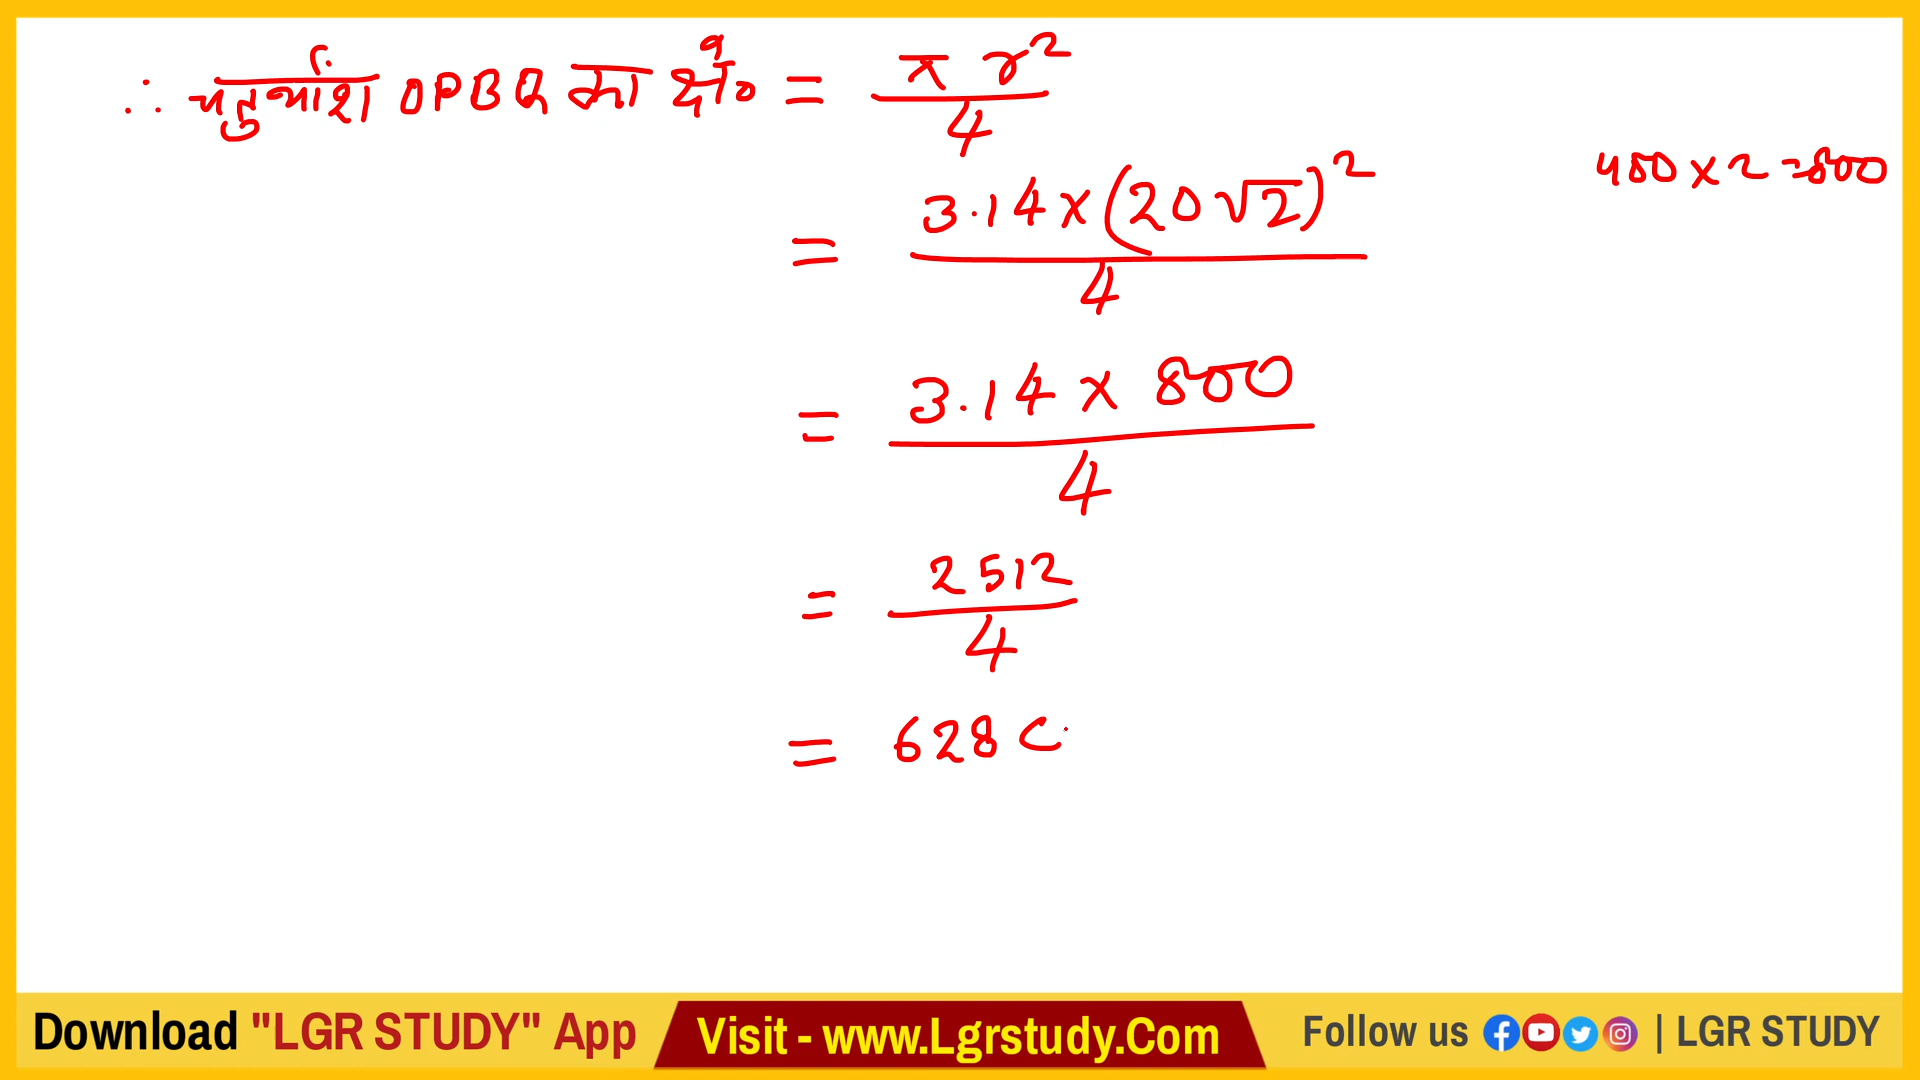 ∴ चतुर्थांश OPBQ का क्षे० = π r² / 4
400 × 2 = 800
= 3.14 × (20√2)² / 4
= 3.14 × 800 / 4
= 2512 / 4
= 628 C
Download "LGR STUDY" App
Visit - www.Lgrstudy.Com
Follow us | LGR STUDY